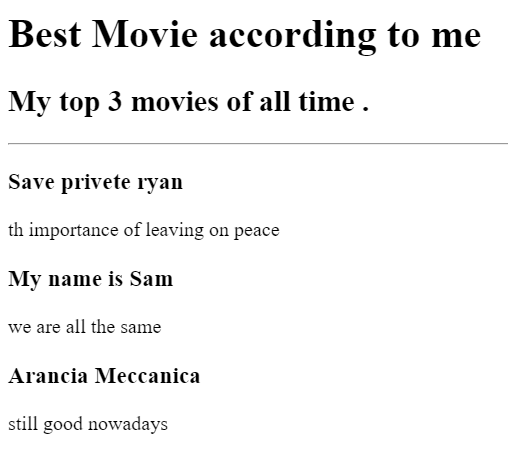 Best Movie according to me
My top 3 movies of all time .
Save privete ryan
th importance of leaving on peace
My name is Sam
we are all the same
Arancia Meccanica
still good nowadays